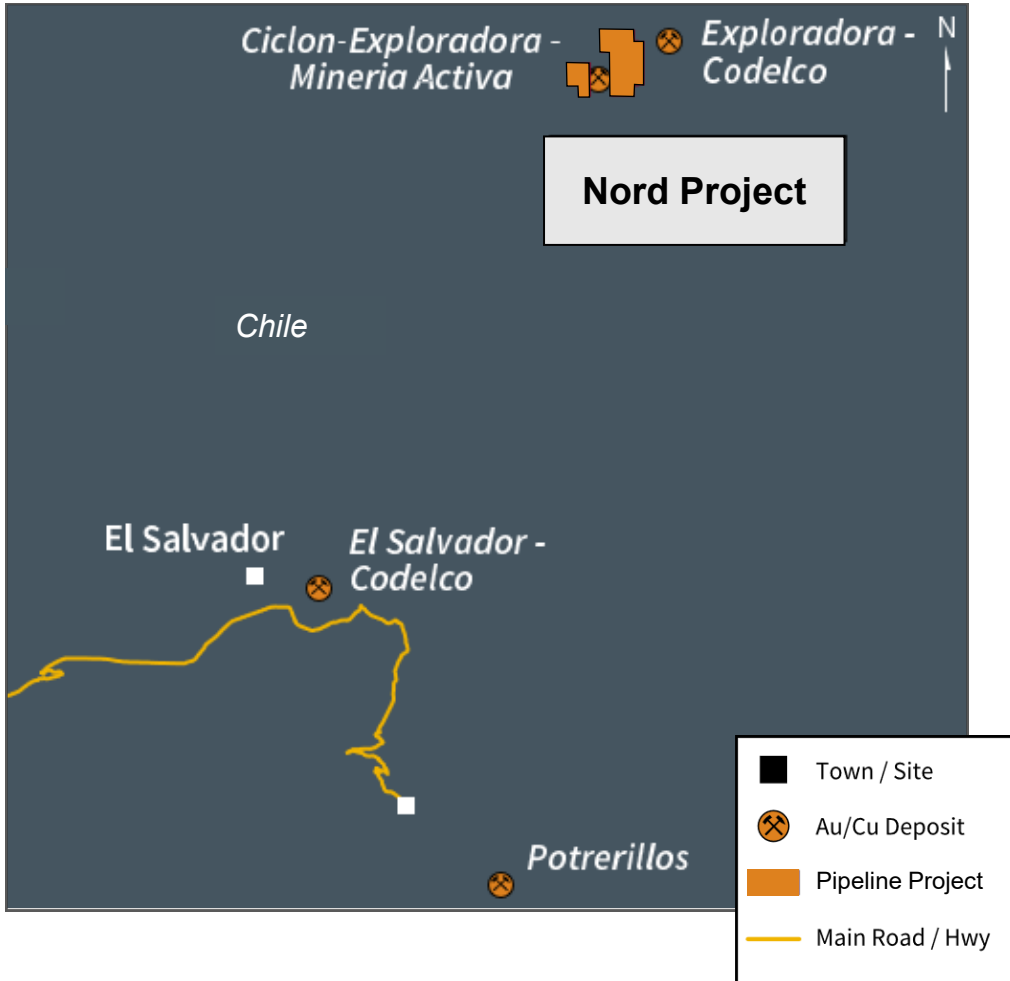 Ciclon-Exploradora -
Mineria Activa
Exploradora -
Codelco
N
Nord Project
Chile
El Salvador
El Salvador -
Codelco
Potrerillos
Town / Site
Au/Cu Deposit
Pipeline Project
Main Road / Hwy